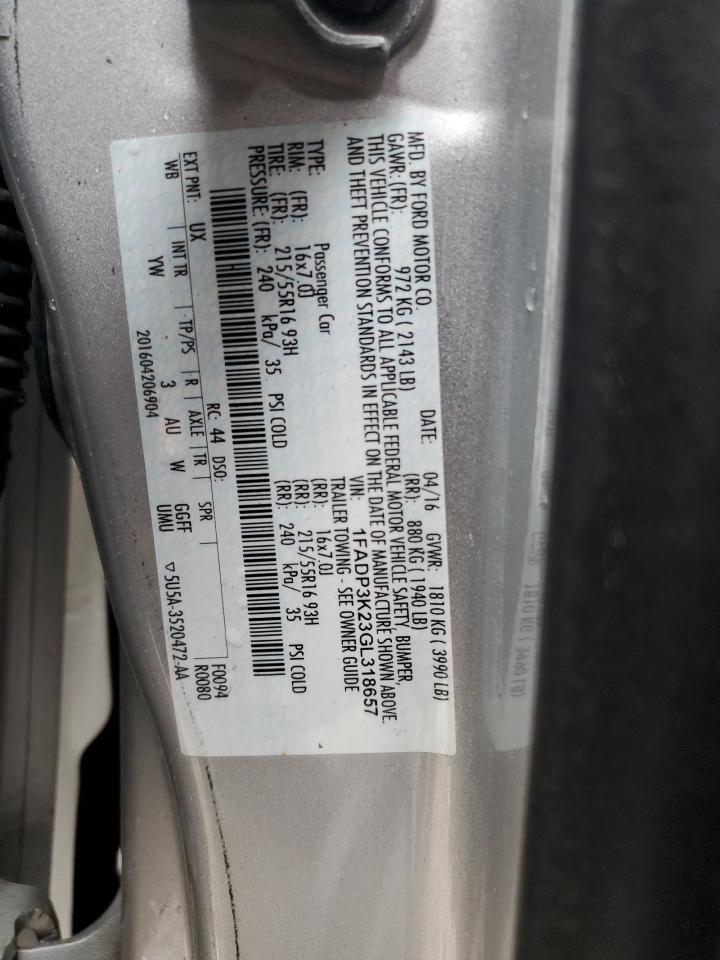 MFD. BY FORD MOTOR CO.
DATE: 04/16 GVWR: 1810 KG ( 3990 LB)
GAWR: (FR): 972 KG ( 2143 LB) (RR): 880 KG ( 1940 LB)
THIS VEHICLE CONFORMS TO ALL APPLICABLE FEDERAL MOTOR VEHICLE SAFETY, BUMPER,
AND THEFT PREVENTION STANDARDS IN EFFECT ON THE DATE OF MANUFACTURE SHOWN ABOVE.
VIN: 1FADP3K23GL318657
TYPE: Passenger Car TRAILER TOWING - SEE OWNER GUIDE
RIM: (FR): 16x7.0J (RR): 16x7.0J
TIRE: (FR): 215/55R16 93H (RR): 215/55R16 93H
PRESSURE: (FR): 240 kPa/ 35 PSI COLD (RR): 240 kPa/ 35 PSI COLD
RC: 44 DSO: F0094
EXT PNT: UX R0080
WB INT TR TP/PS R AXLE TR SPR
YW 3 AU W GGFF
201604206904 UMU ▽5U5A-3520472-AA